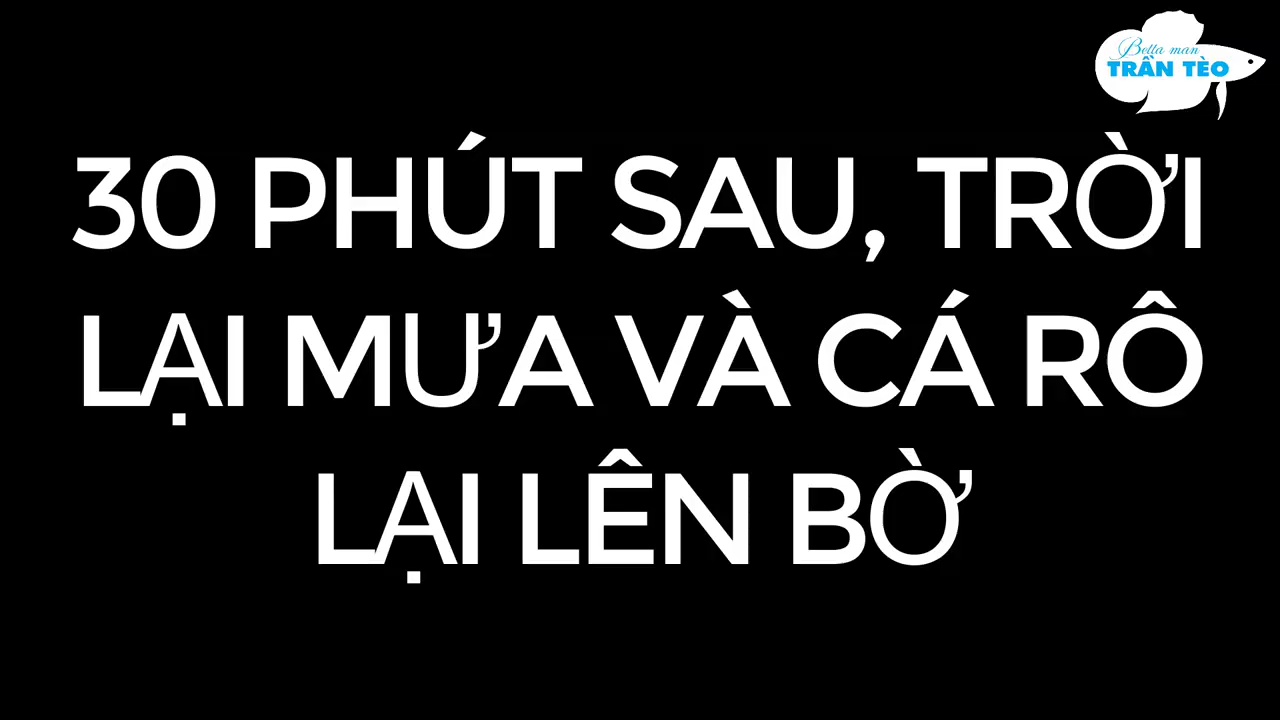 Betta man
TRẦN TÈO
30 PHÚT SAU, TRỜI
LẠI MƯA VÀ CÁ RÔ
LẠI LÊN BỜ